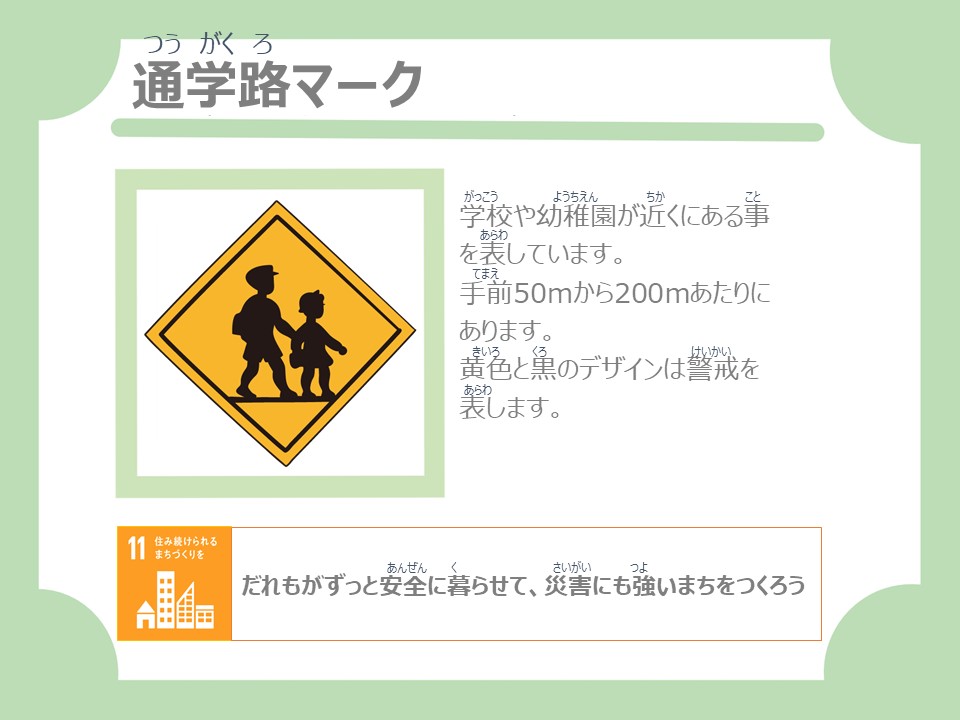 つう がく ろ
通学路マーク
がっこう ようちえん ちか こと
学校や幼稚園が近くにある事
あらわ
を表しています。
てまえ
手前50mから200mあたりに
あります。
きいろ くろ けいかい
黄色と黒のデザインは警戒を
あらわ
表します。
11 住み続けられる
まちづくりを
あんぜん く さいがい つよ
だれもがずっと安全に暮らせて、災害にも強いまちをつくろう